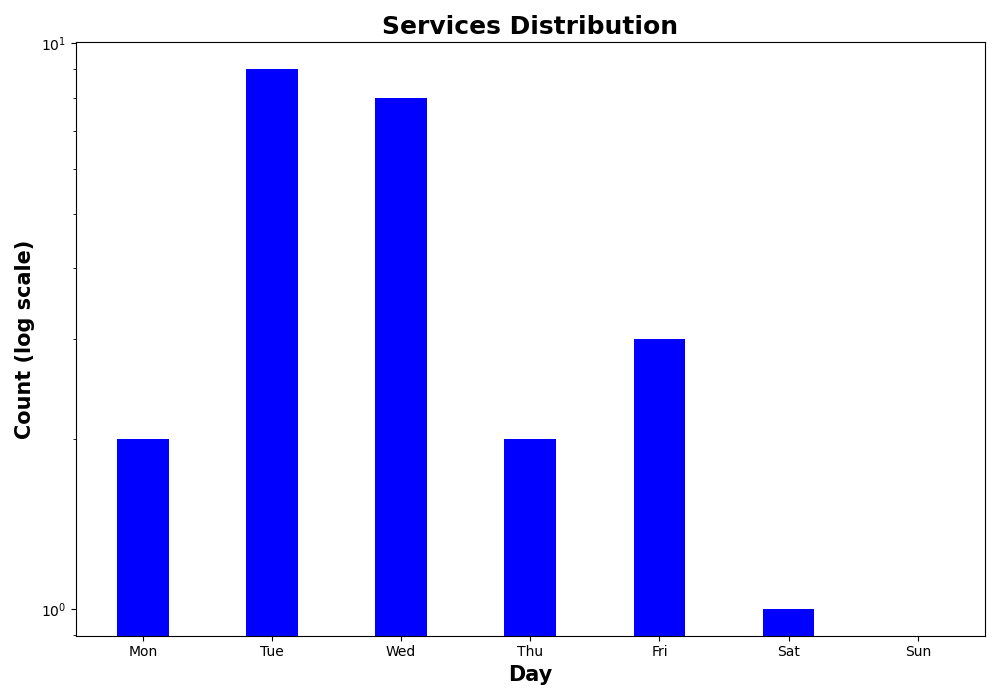 Services Distribution
10¹
Count (log scale)
10⁰
Mon Tue Wed Thu Fri Sat Sun
Day